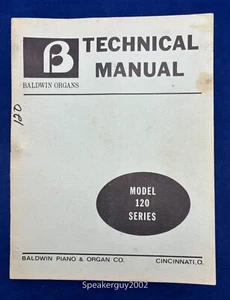 B
BALDWIN ORGANS
TECHNICAL
MANUAL
120
MODEL
120
SERIES
BALDWIN PIANO & ORGAN CO. CINCINNATI,O.
Speakerguy2002